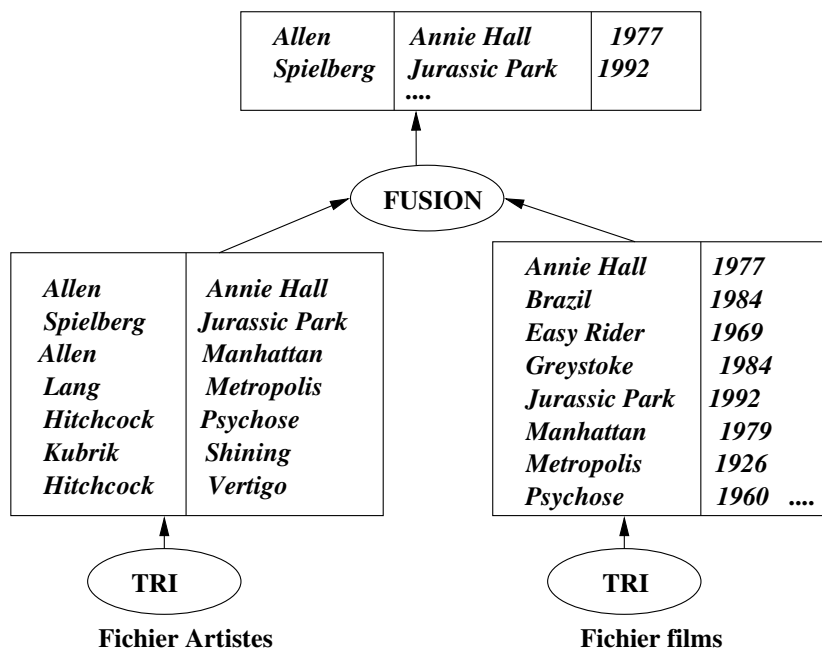 Allen Annie Hall 1977
Spielberg Jurassic Park 1992
....
FUSION
Allen Annie Hall
Spielberg Jurassic Park
Allen Manhattan
Lang Metropolis
Hitchcock Psychose
Kubrik Shining
Hitchcock Vertigo
Annie Hall 1977
Brazil 1984
Easy Rider 1969
Greystoke 1984
Jurassic Park 1992
Manhattan 1979
Metropolis 1926
Psychose 1960 ....
TRI
TRI
Fichier Artistes
Fichier films